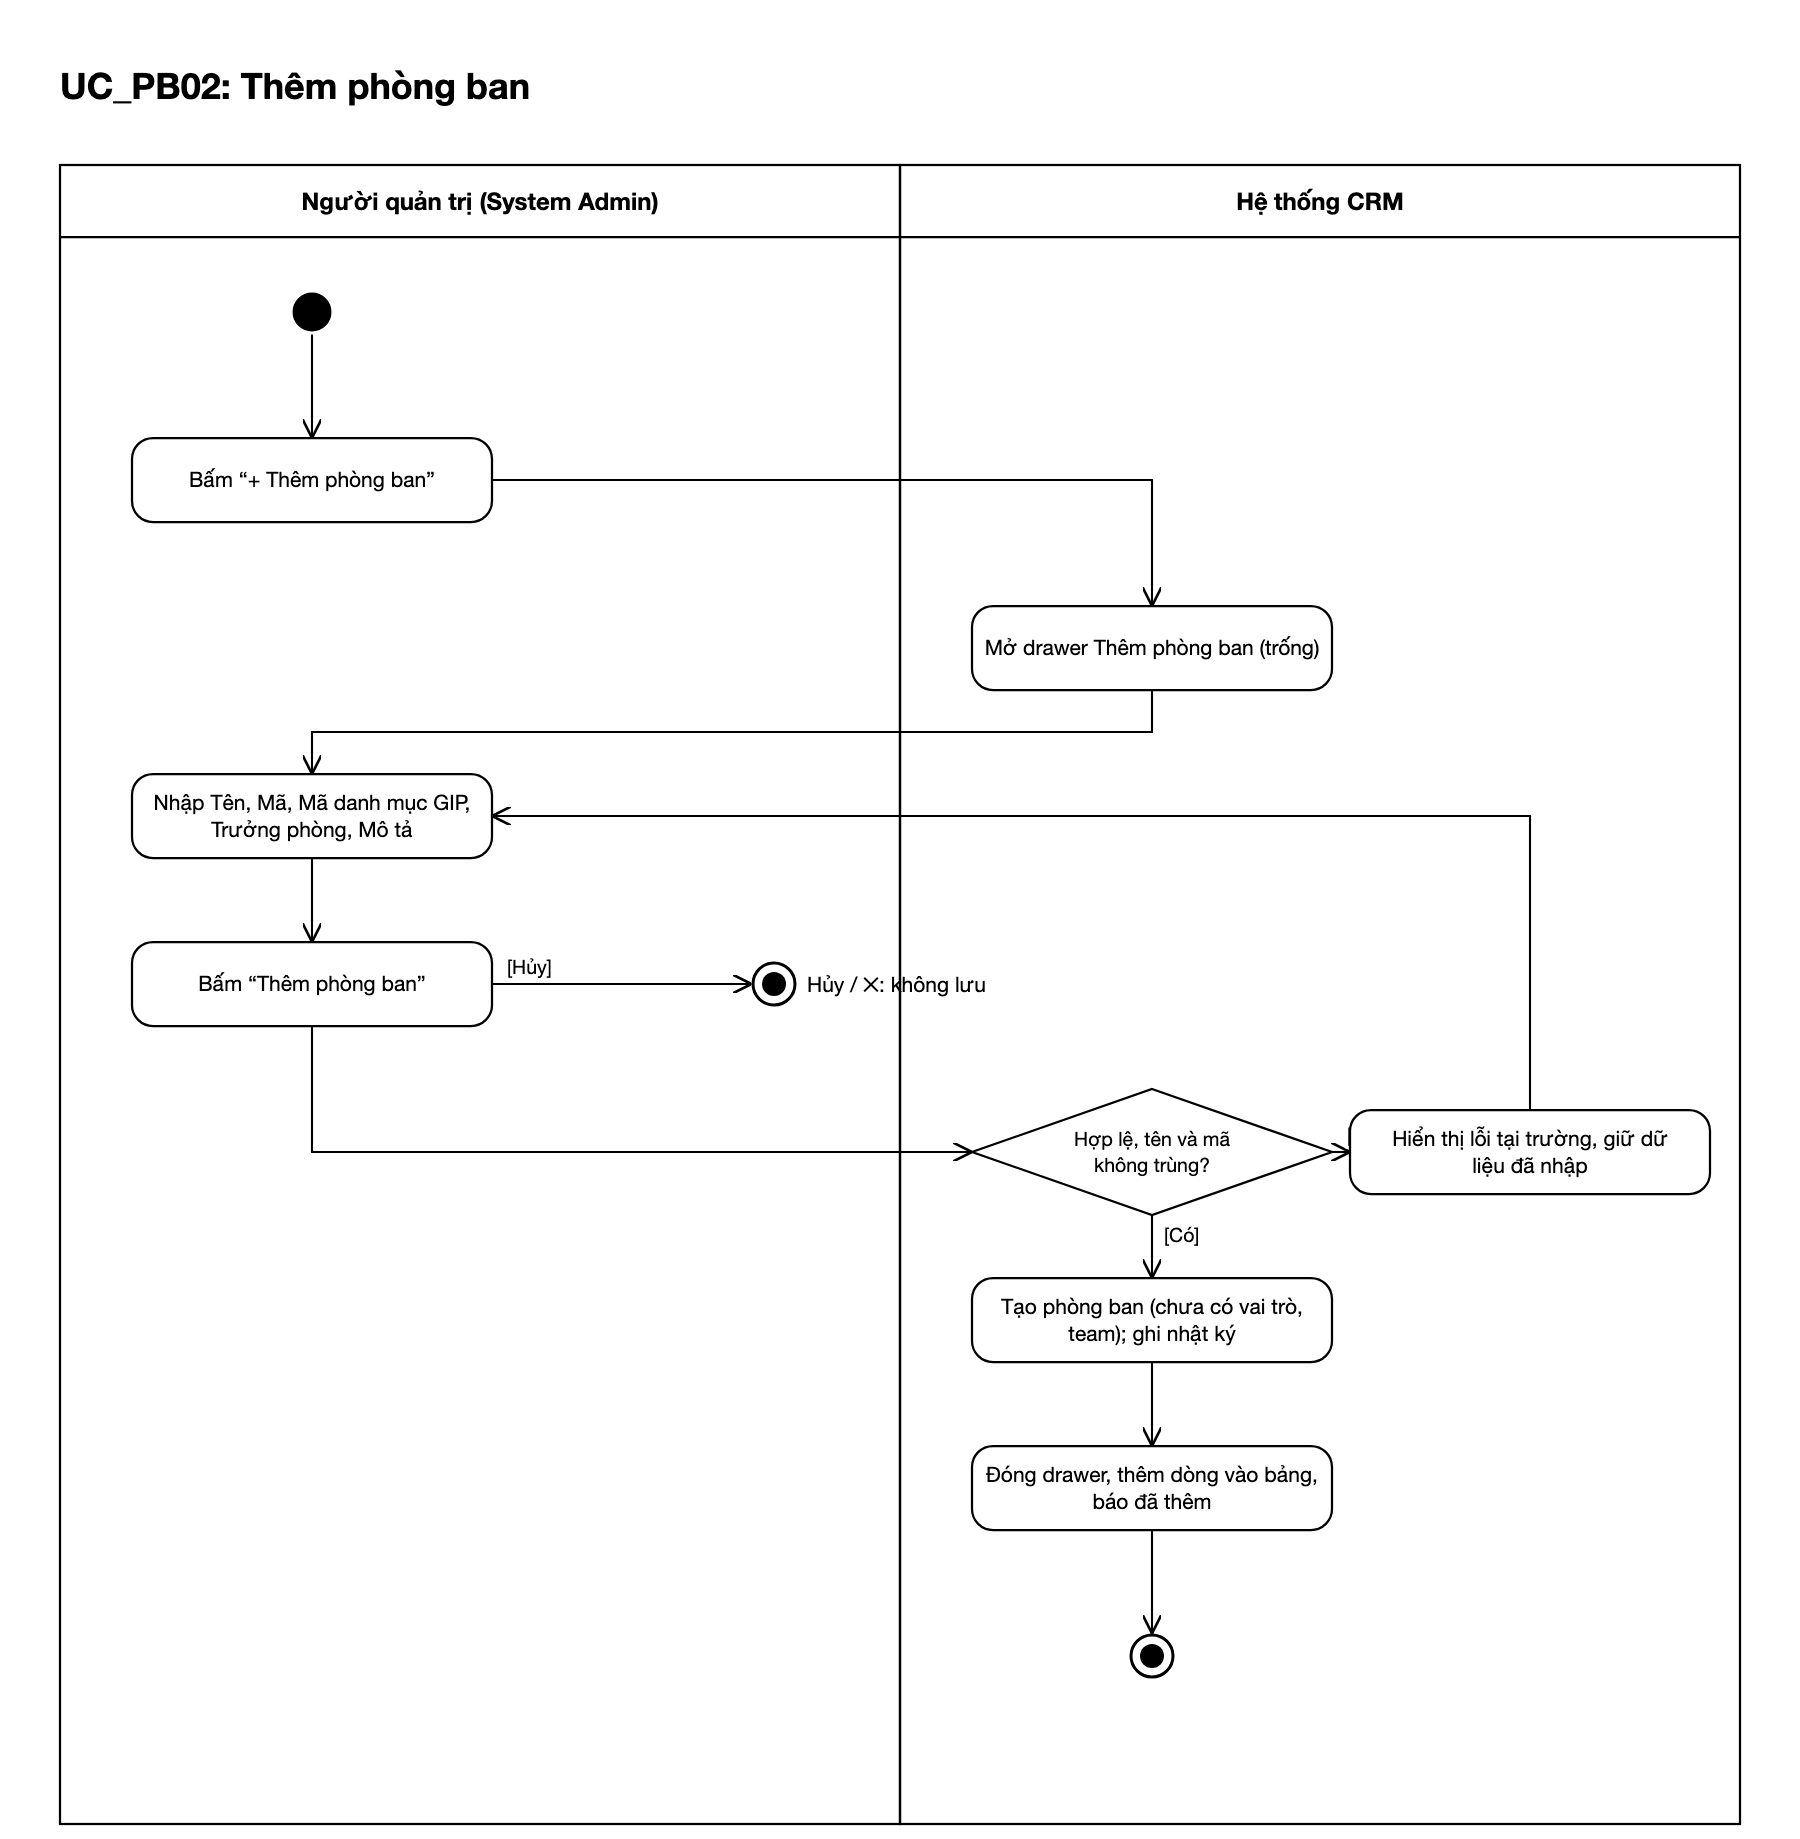 UC_PB02: Thêm phòng ban
Người quản trị (System Admin)
Hệ thống CRM
Bấm “+ Thêm phòng ban”
Mở drawer Thêm phòng ban (trống)
Nhập Tên, Mã, Mã danh mục GIP,
Trưởng phòng, Mô tả
Bấm “Thêm phòng ban”
[Hủy]
Hủy / ✕: không lưu
Hợp lệ, tên và mã
không trùng?
Hiển thị lỗi tại trường, giữ dữ
liệu đã nhập
[Có]
Tạo phòng ban (chưa có vai trò,
team); ghi nhật ký
Đóng drawer, thêm dòng vào bảng,
báo đã thêm